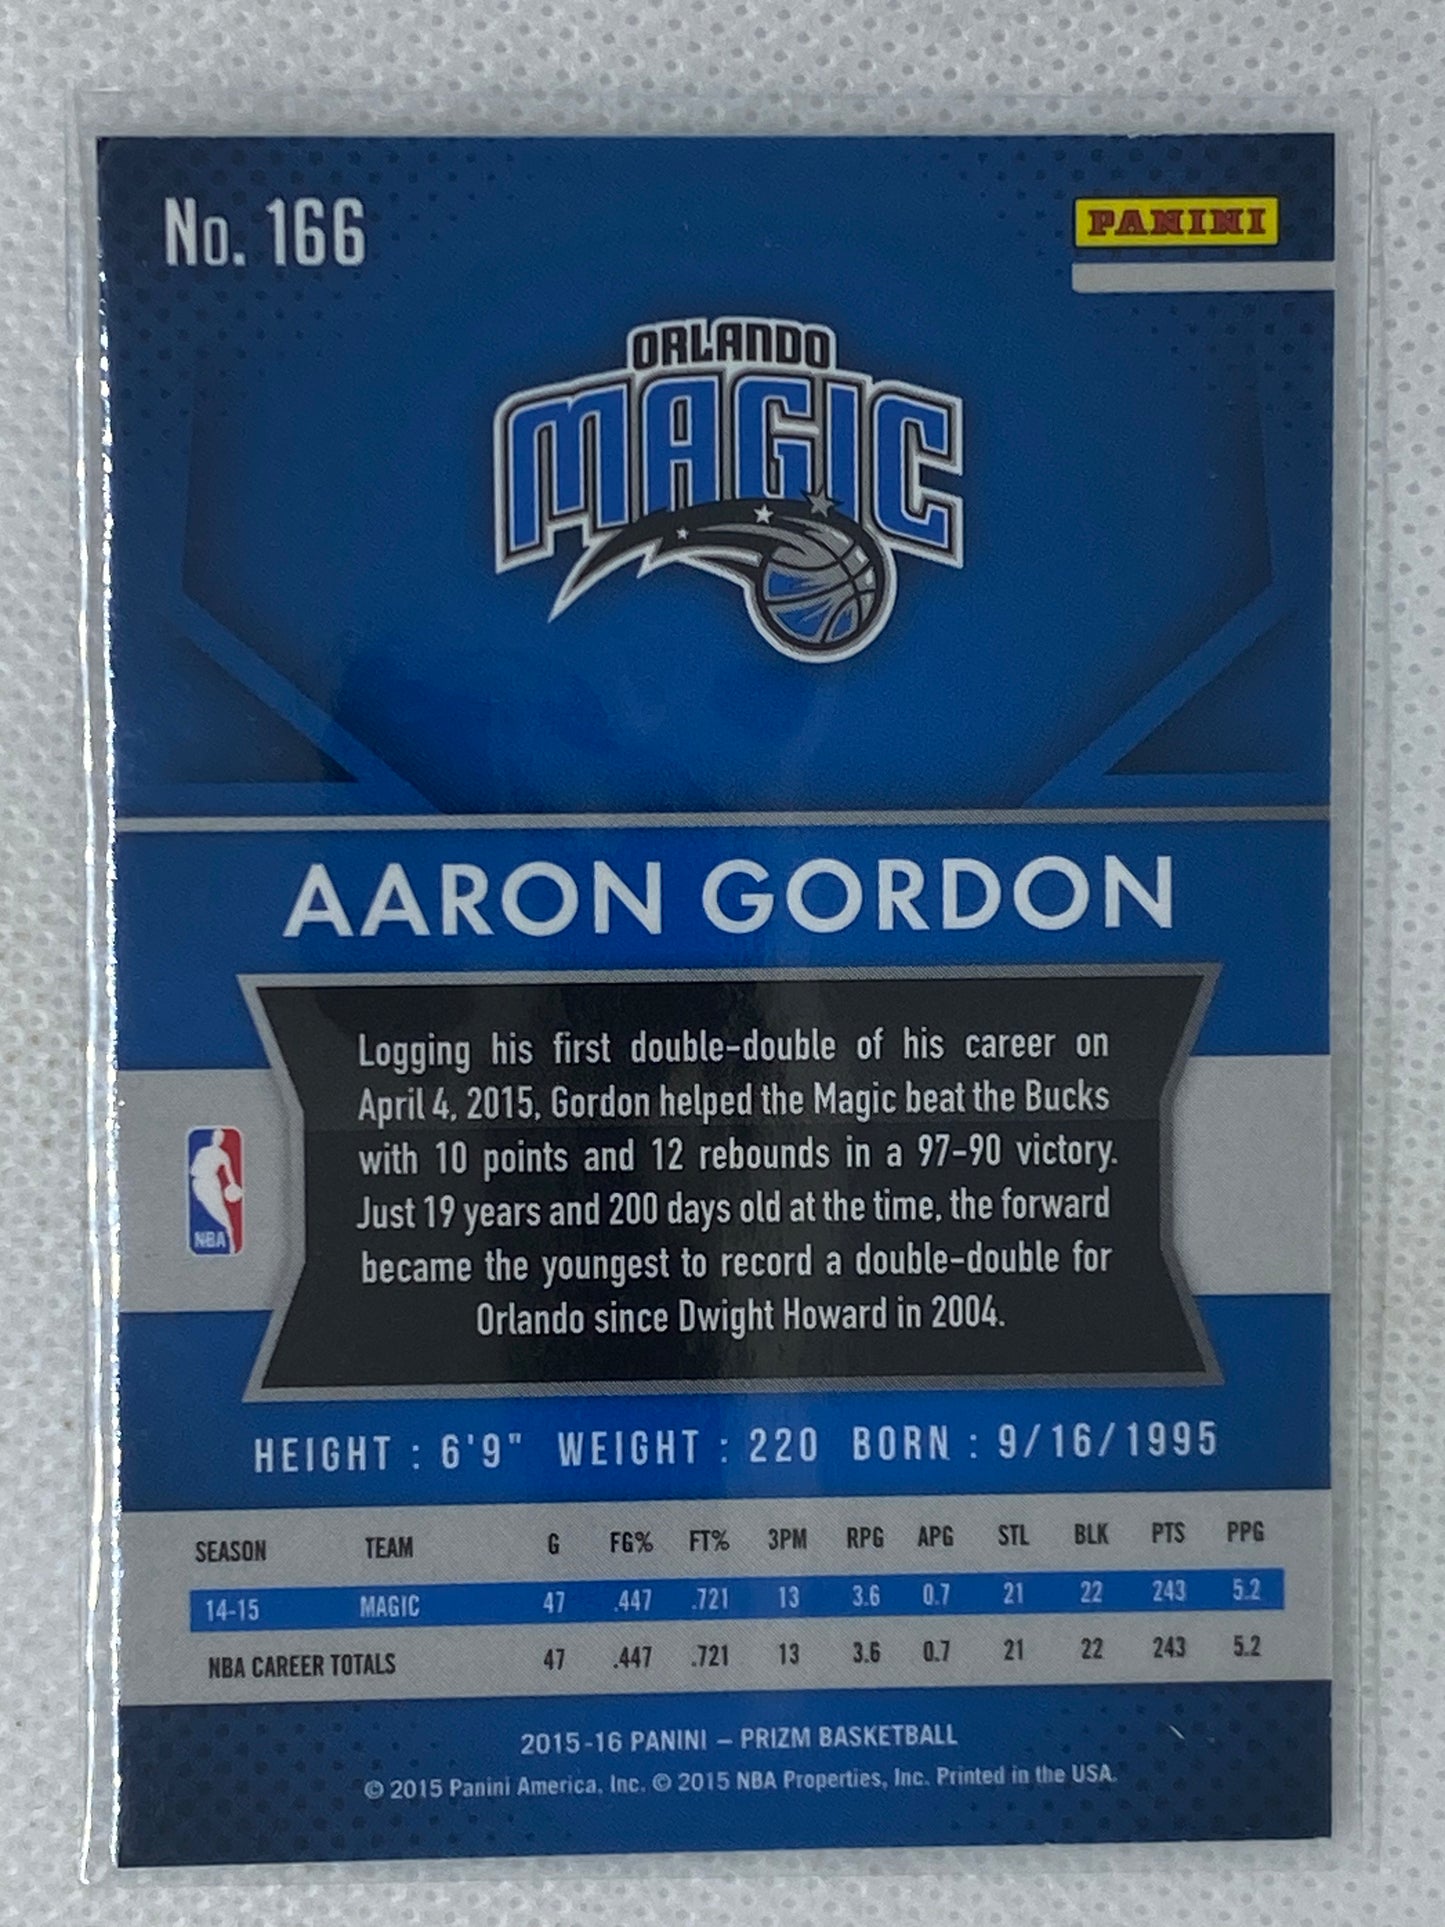 No. 166
PANINI
ORLANDO
MAGIC
AARON GORDON
Logging his first double-double of his career on
April 4, 2015, Gordon helped the Magic beat the Bucks
with 10 points and 12 rebounds in a 97-90 victory.
Just 19 years and 200 days old at the time, the forward
became the youngest to record a double-double for
Orlando since Dwight Howard in 2004.
NBA
HEIGHT : 6'9" WEIGHT : 220 BORN : 9/16/1995
SEASON TEAM G FG% FT% 3PM RPG APG STL BLK PTS PPG
14-15 MAGIC 47 .447 .721 13 3.6 0.7 21 22 243 5.2
NBA CAREER TOTALS 47 .447 .721 13 3.6 0.7 21 22 243 5.2
2015-16 PANINI – PRIZM BASKETBALL
© 2015 Panini America, Inc. © 2015 NBA Properties, Inc. Printed in the USA.